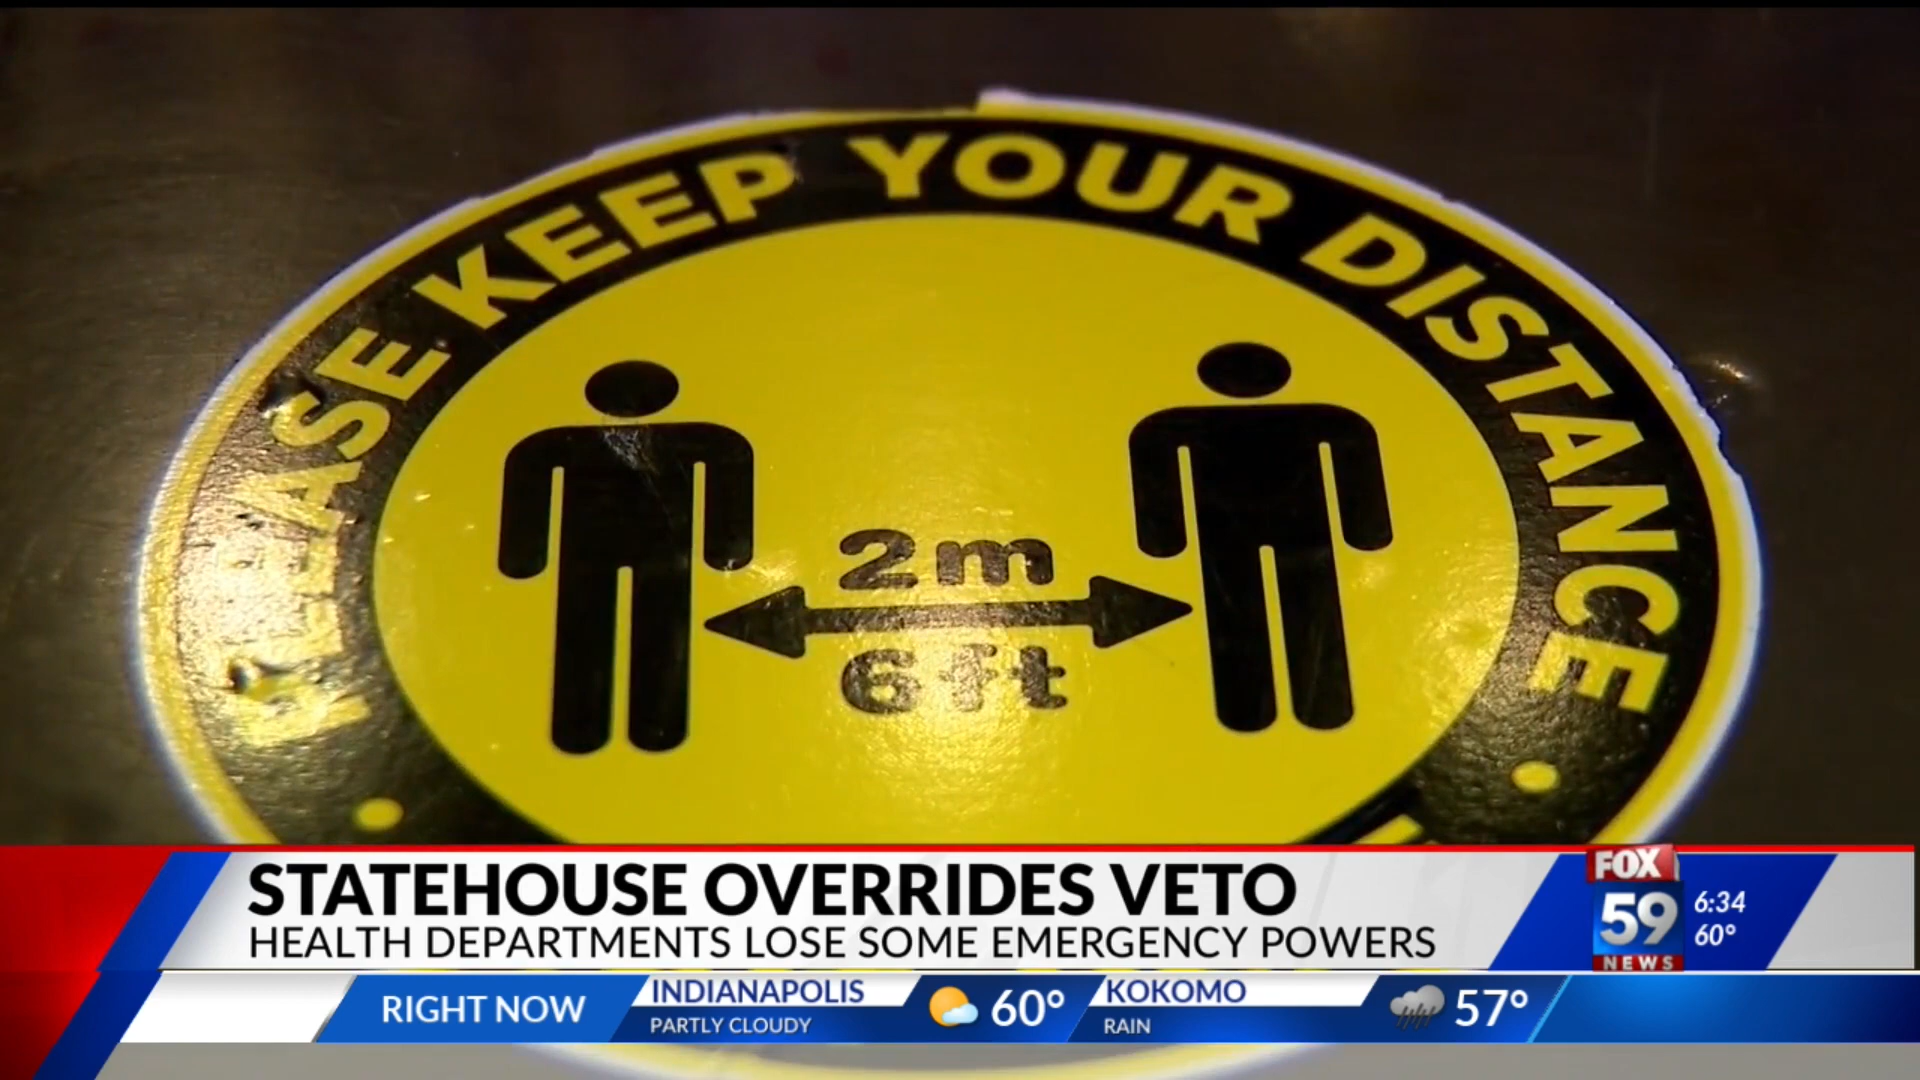 PLEASE KEEP YOUR DISTANCE
2m
6ft
STATEHOUSE OVERRIDES VETO
HEALTH DEPARTMENTS LOSE SOME EMERGENCY POWERS
FOX
59
NEWS
6:34
60°
RIGHT NOW
INDIANAPOLIS
PARTLY CLOUDY
60°
KOKOMO
RAIN
57°